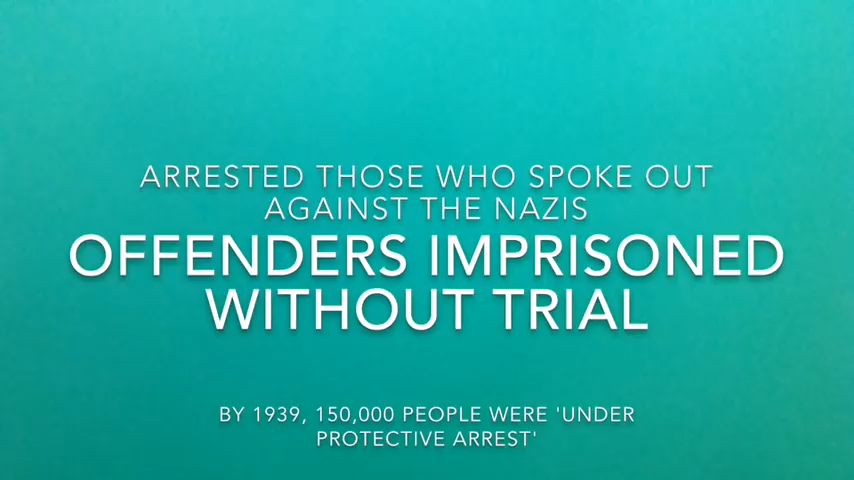 ARRESTED THOSE WHO SPOKE OUT
AGAINST THE NAZIS
OFFENDERS IMPRISONED
WITHOUT TRIAL
BY 1939, 150,000 PEOPLE WERE 'UNDER
PROTECTIVE ARREST'